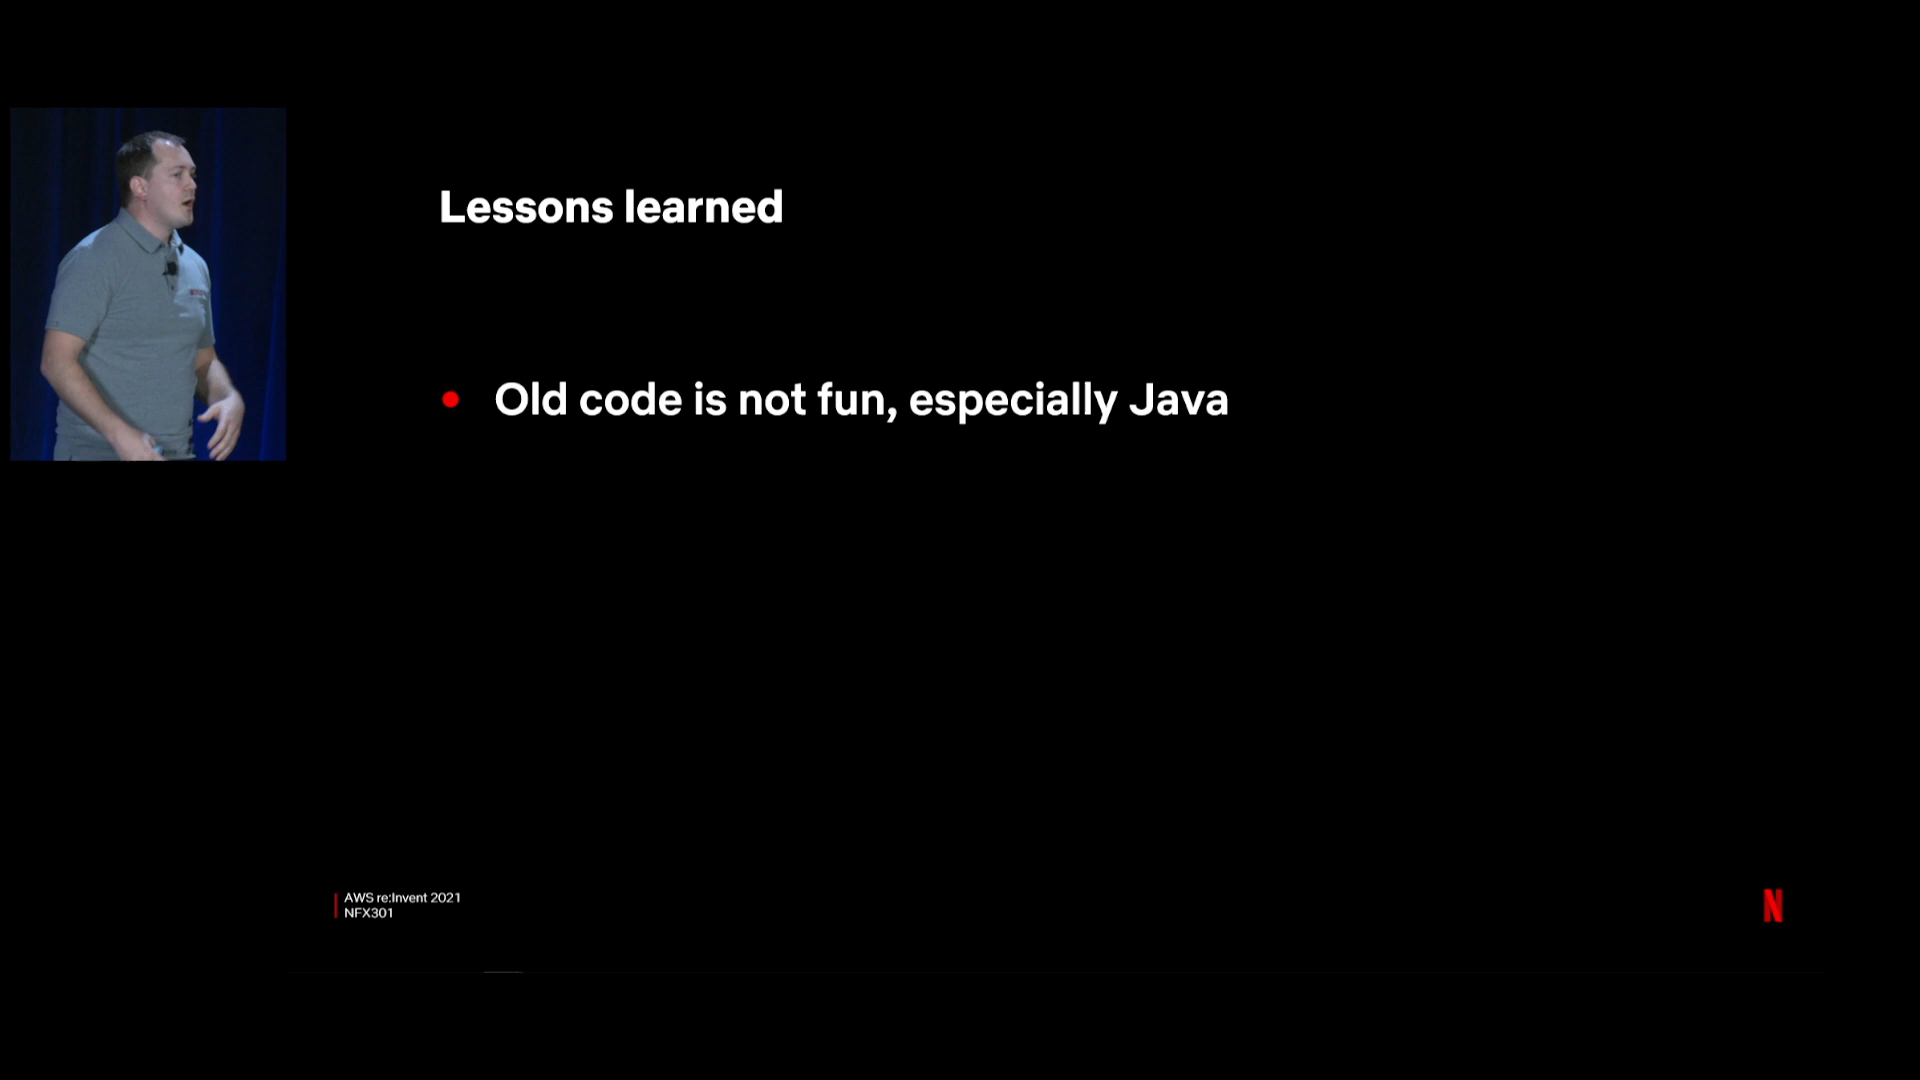 Lessons learned
Old code is not fun, especially Java
AWS re:Invent 2021
NFX301
N